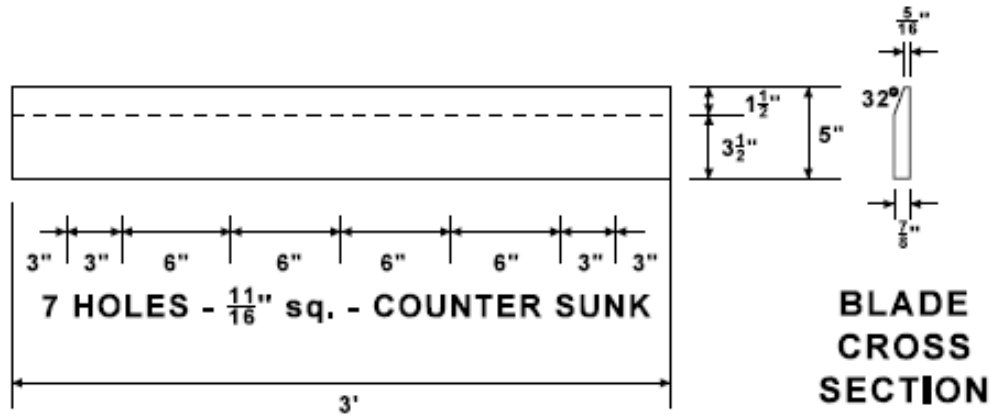 5/16"
1 1/2"
32°
5"
3 1/2"
7/8"
3" 3" 6" 6" 6" 6" 3" 3"
7 HOLES - 11/16" sq. - COUNTER SUNK
3'
BLADE
CROSS
SECTION